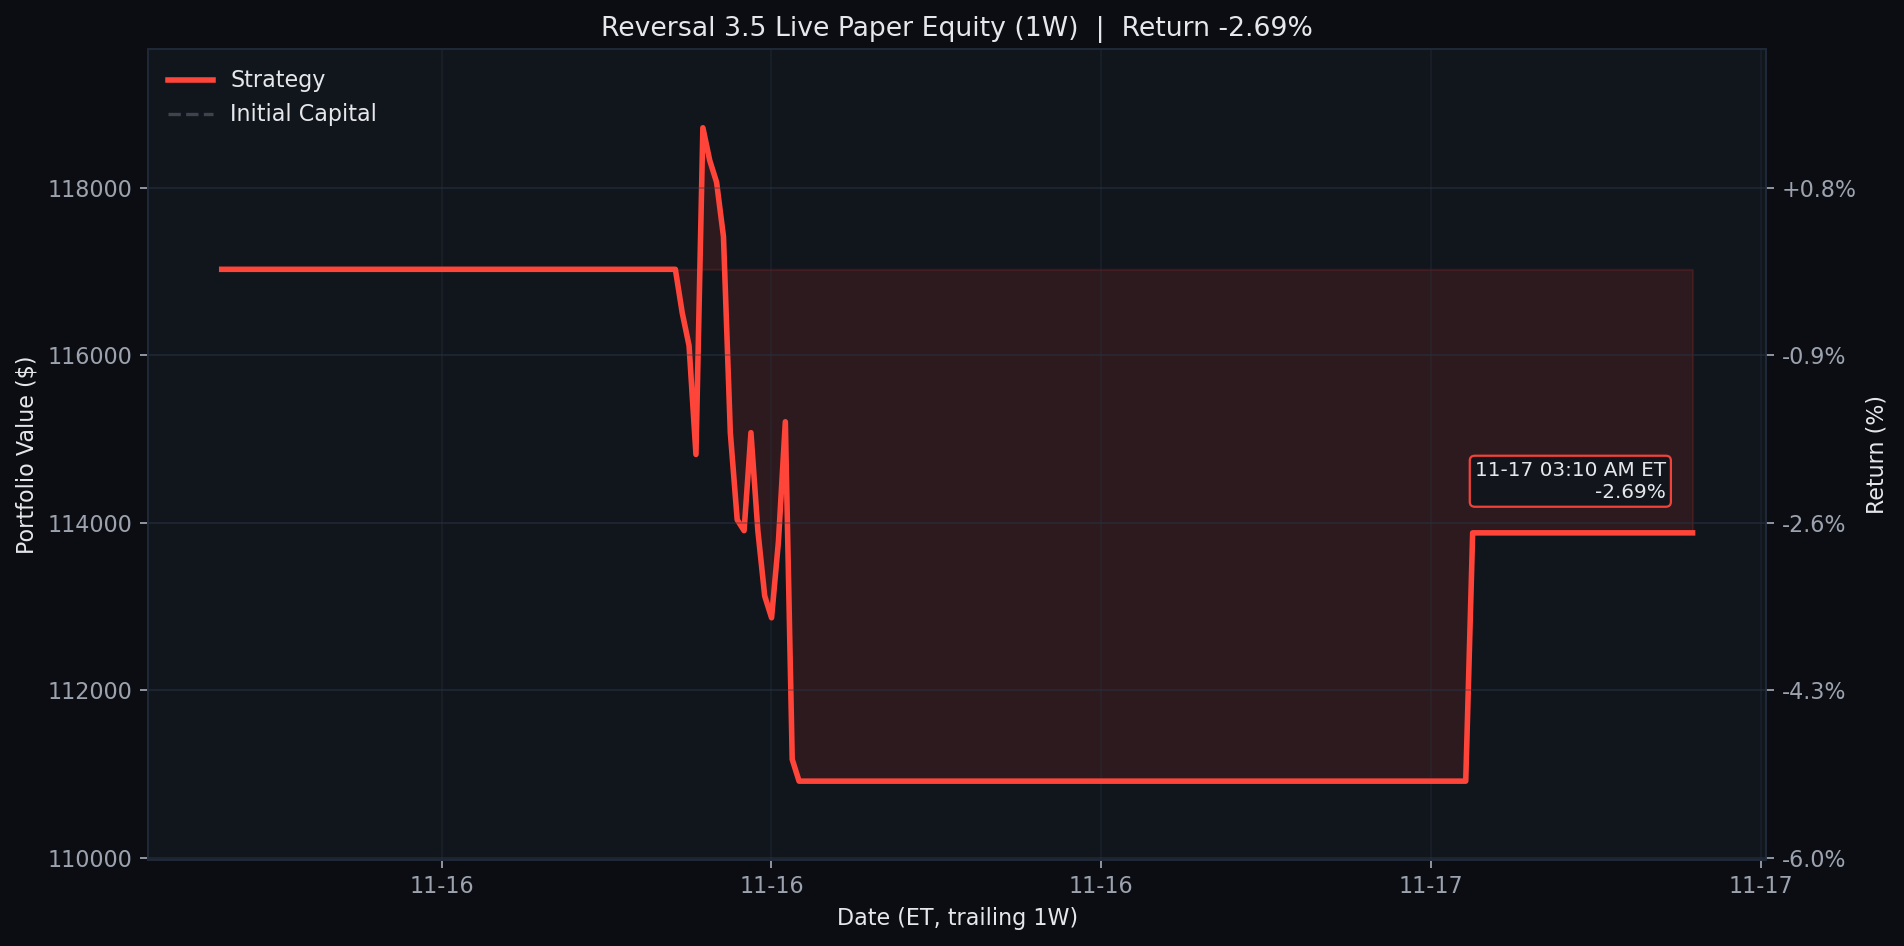 Reversal 3.5 Live Paper Equity (1W) | Return -2.69%
Strategy
Initial Capital
118000
116000
114000
112000
110000
Portfolio Value ($)
+0.8%
-0.9%
-2.6%
-4.3%
-6.0%
Return (%)
11-17 03:10 AM ET
-2.69%
11-16
11-16
11-16
11-17
11-17
Date (ET, trailing 1W)